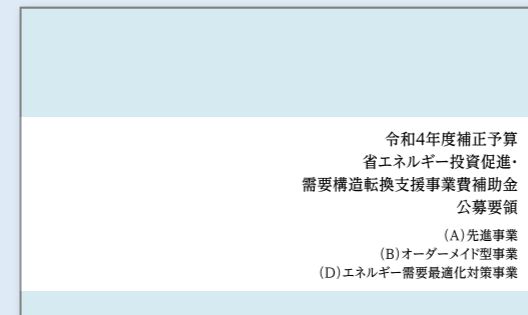 令和4年度補正予算
省エネルギー投資促進・
需要構造転換支援事業費補助金
公募要領
(A)先進事業
(B)オーダーメイド型事業
(D)エネルギー需要最適化対策事業